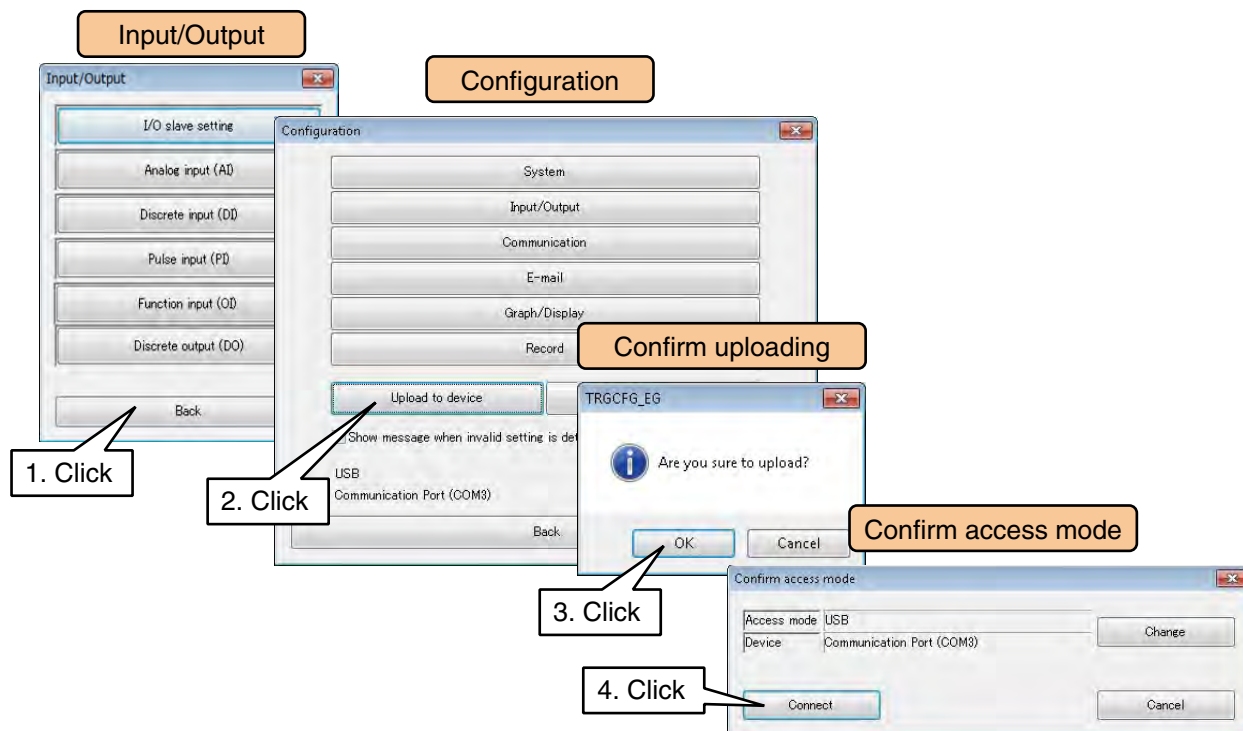 Input/Output
Input/Output
I/O slave setting
Analog input (AI)
Discrete input (DI)
Pulse input (PI)
Function input (OI)
Discrete output (DO)
Back
1. Click
Configuration
Configuration
System
Input/Output
Communication
E-mail
Graph/Display
Record
Upload to device
Show message when invalid setting is det
USB
Communication Port (COM3)
Back
2. Click
Confirm uploading
TRGCFG_EG
Are you sure to upload?
OK
Cancel
3. Click
Confirm access mode
Confirm access mode
Access mode USB
Device Communication Port (COM3)
Change
Connect
Cancel
4. Click